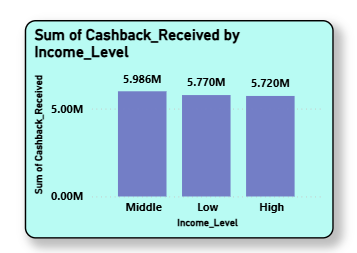 Sum of Cashback_Received by
Income_Level
Sum of Cashback_Received
5.00M
0.00M
5.986M
5.770M
5.720M
Middle
Low
High
Income_Level